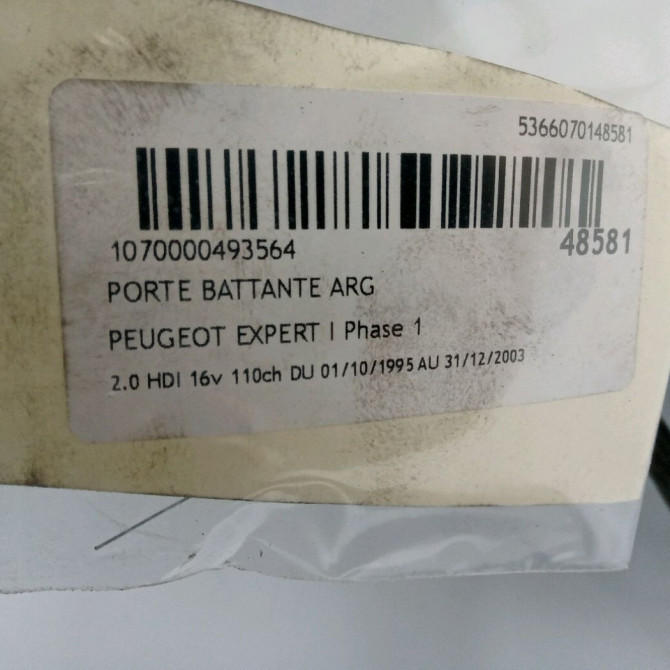 5366070148581
1070000493564
48581
PORTE BATTANTE ARG
PEUGEOT EXPERT I Phase 1
2.0 HDI 16v 110ch DU 01/10/1995 AU 31/12/2003